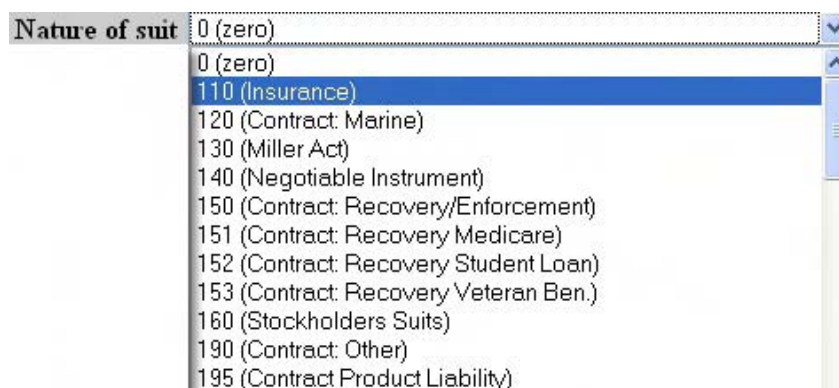 Nature of suit 0 (zero)
0 (zero)
110 (Insurance)
120 (Contract: Marine)
130 (Miller Act)
140 (Negotiable Instrument)
150 (Contract: Recovery/Enforcement)
151 (Contract: Recovery Medicare)
152 (Contract: Recovery Student Loan)
153 (Contract: Recovery Veteran Ben.)
160 (Stockholders Suits)
190 (Contract: Other)
195 (Contract Product Liability)